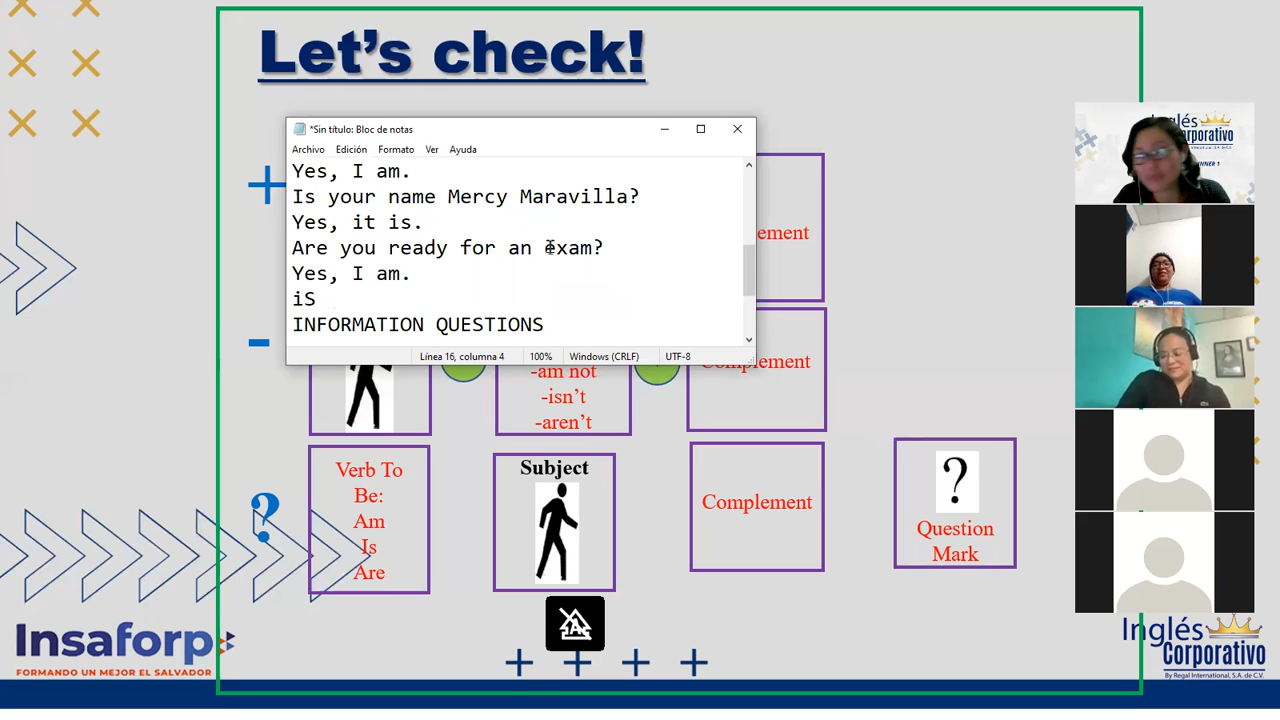 Let's check!
*Sin título: Bloc de notas
Archivo Edición Formato Ver Ayuda
Yes, I am.
Is your name Mercy Maravilla?
Yes, it is.
Are you ready for an exam?
Yes, I am.
iS
INFORMATION QUESTIONS
Línea 16, columna 4 100% Windows (CRLF) UTF-8
+
ement
-
-am not
-isn't
-aren't
Complement
?
Verb To
Be:
Am
Is
Are
Subject
Complement
?
Question
Mark
Inglés
Corporativo
Insaforp
FORMANDO UN MEJOR EL SALVADOR
Inglés
Corporativo
By Regal International, S.A. de C.V.